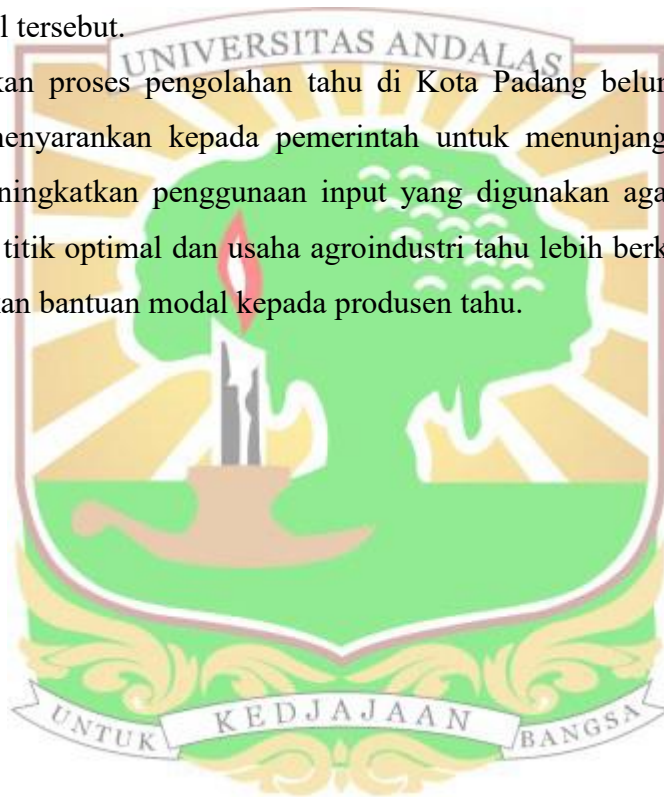 l tersebut.
UNIVERSITAS ANDALAS
kan proses pengolahan tahu di Kota Padang belum
menyarankan kepada pemerintah untuk menunjang
ningkatkan penggunaan input yang digunakan aga
titik optimal dan usaha agroindustri tahu lebih berk
an bantuan modal kepada produsen tahu.
UNTUK KEDJAJAAN BANGSA